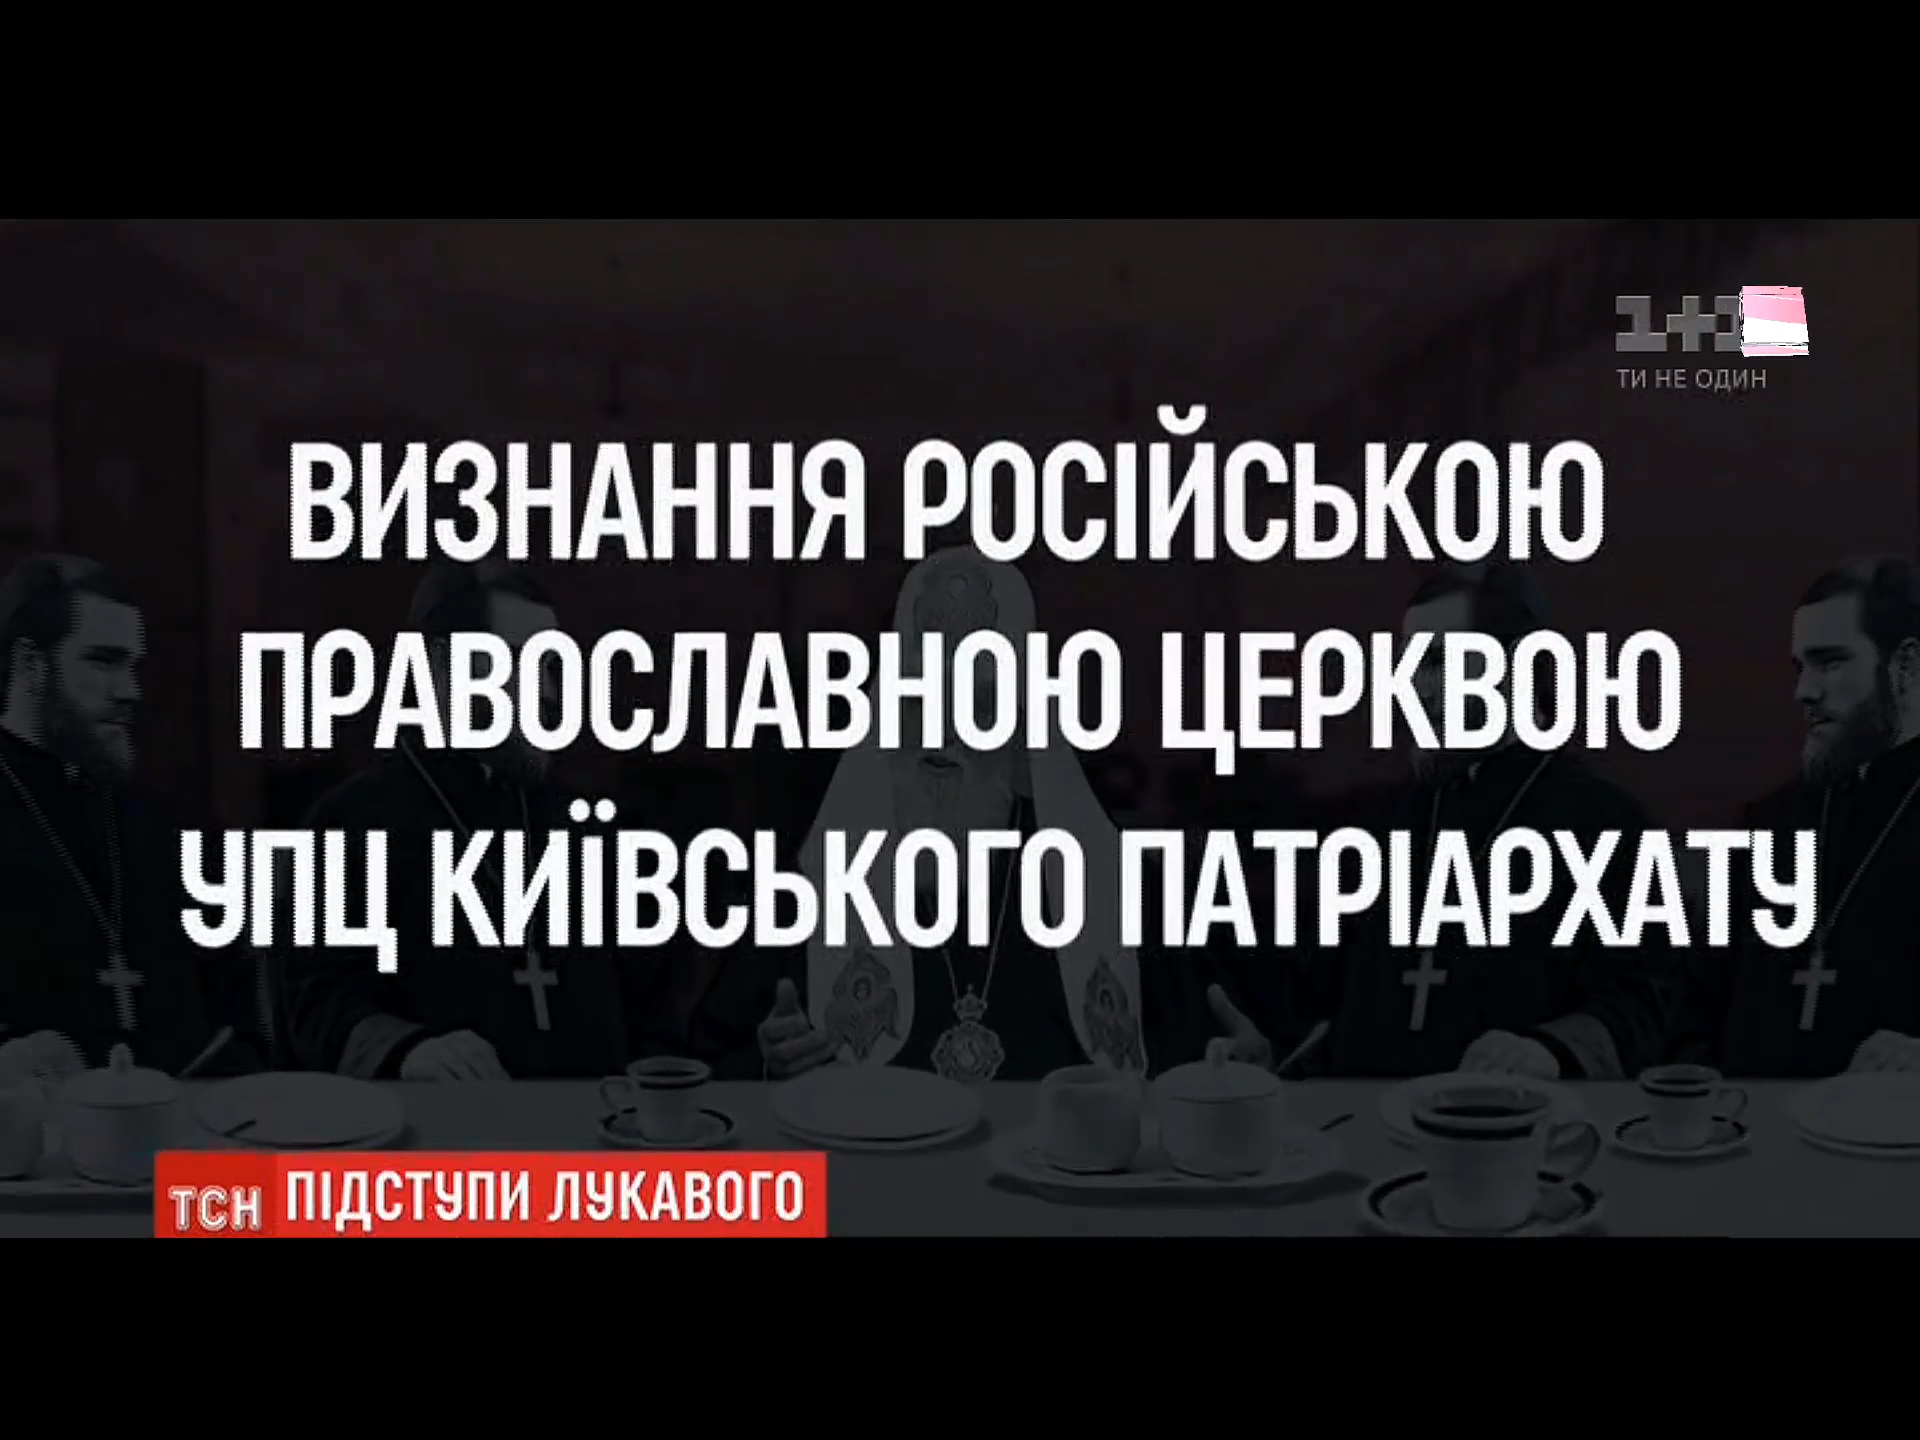 1+1
ТИ НЕ ОДИН
ВИЗНАННЯ РОСІЙСЬКОЮ
ПРАВОСЛАВНОЮ ЦЕРКВОЮ
УПЦ КИЇВСЬКОГО ПАТРІАРХАТУ
ТСН ПІДСТУПИ ЛУКАВОГО